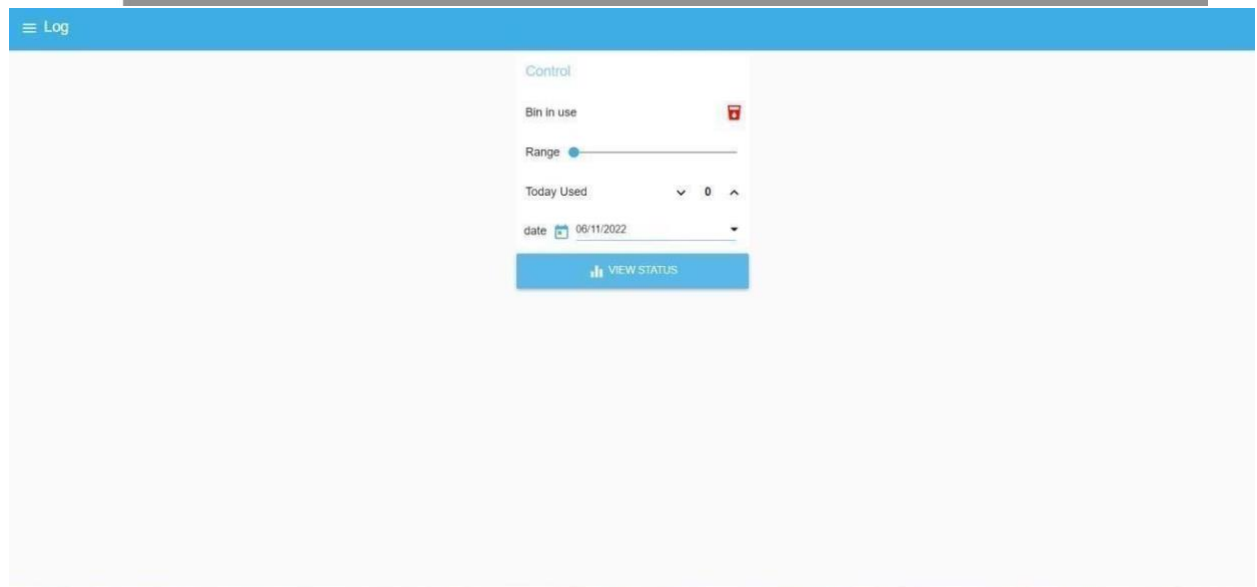 Log
Control
Bin in use
Range
Today Used 0
date 06/11/2022
VIEW STATUS